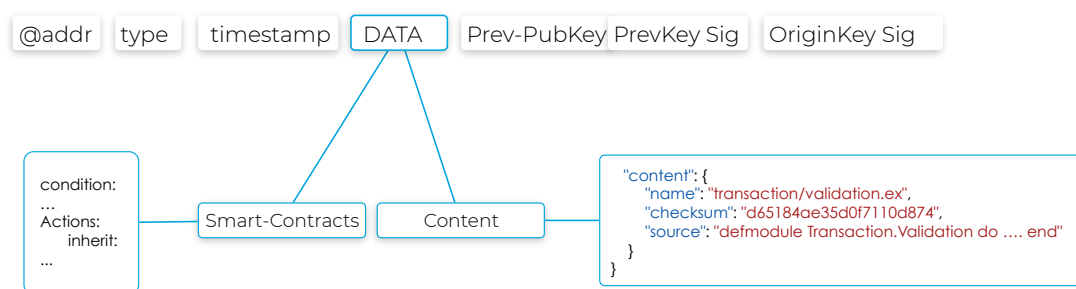 @addr type timestamp DATA Prev-PubKey PrevKey Sig OriginKey Sig
condition:
...
Actions:
inherit:
...
Smart-Contracts
Content
"content": {
"name": "transaction/validation.ex",
"checksum": "d65184ae35d0f7110d874",
"source": "defmodule Transaction.Validation do .... end"
}
}